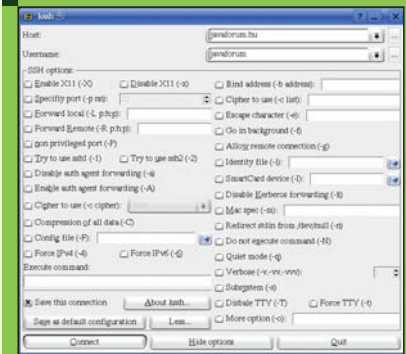 kssh
Host: javaforum.hu
Username: javaforum
SSH options:
Enable X11 (-X) Disable X11 (-x)
Specifiy port (-p nr):
Forward local (-L p:h:p):
Forward Remote (-R p:h:p):
non privileged port (-P)
Try to use ssh1 (-1) Try to use ssh2 (-2)
Disable auth agent forwarding (-a)
Enable auth agent forwarding (-A)
Cipher to use (-c cipher):
Compression of all data(-C)
Config file (-F):
Force IPv4 (-4) Force IPv6 (-6)
Execute command:
Bind address (-b address):
Cipher to use (-c list):
Escape character (-e):
Go in background (-f)
Allow remote connection (-g)
Identity file (-i):
SmartCard device (-I):
Disable Kerberos forwarding (-k)
Mac spec (-m):
Redirect stdin from /dev/null (-n)
Do not execute command (-N)
Quiet mode (-q)
Verbose (-v,-vv,-vvv):
Subsystem (-s)
Disbale TTY (-T) Force TTY (-t)
More option (-o):
Save this connection About kssh...
Save as default configuration Less...
Connect Hide options Quit